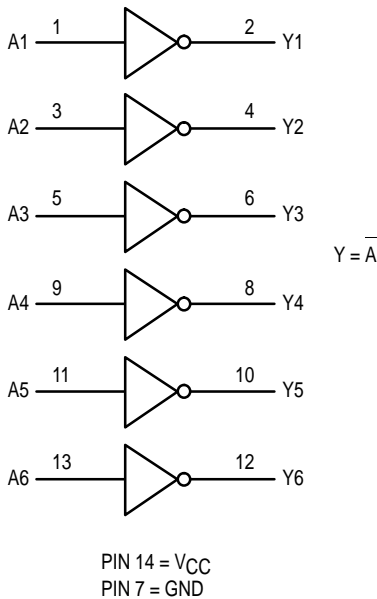 A1 1 2 Y1
A2 3 4 Y2
A3 5 6 Y3
Y = A̅
A4 9 8 Y4
A5 11 10 Y5
A6 13 12 Y6
PIN 14 = VCC
PIN 7 = GND